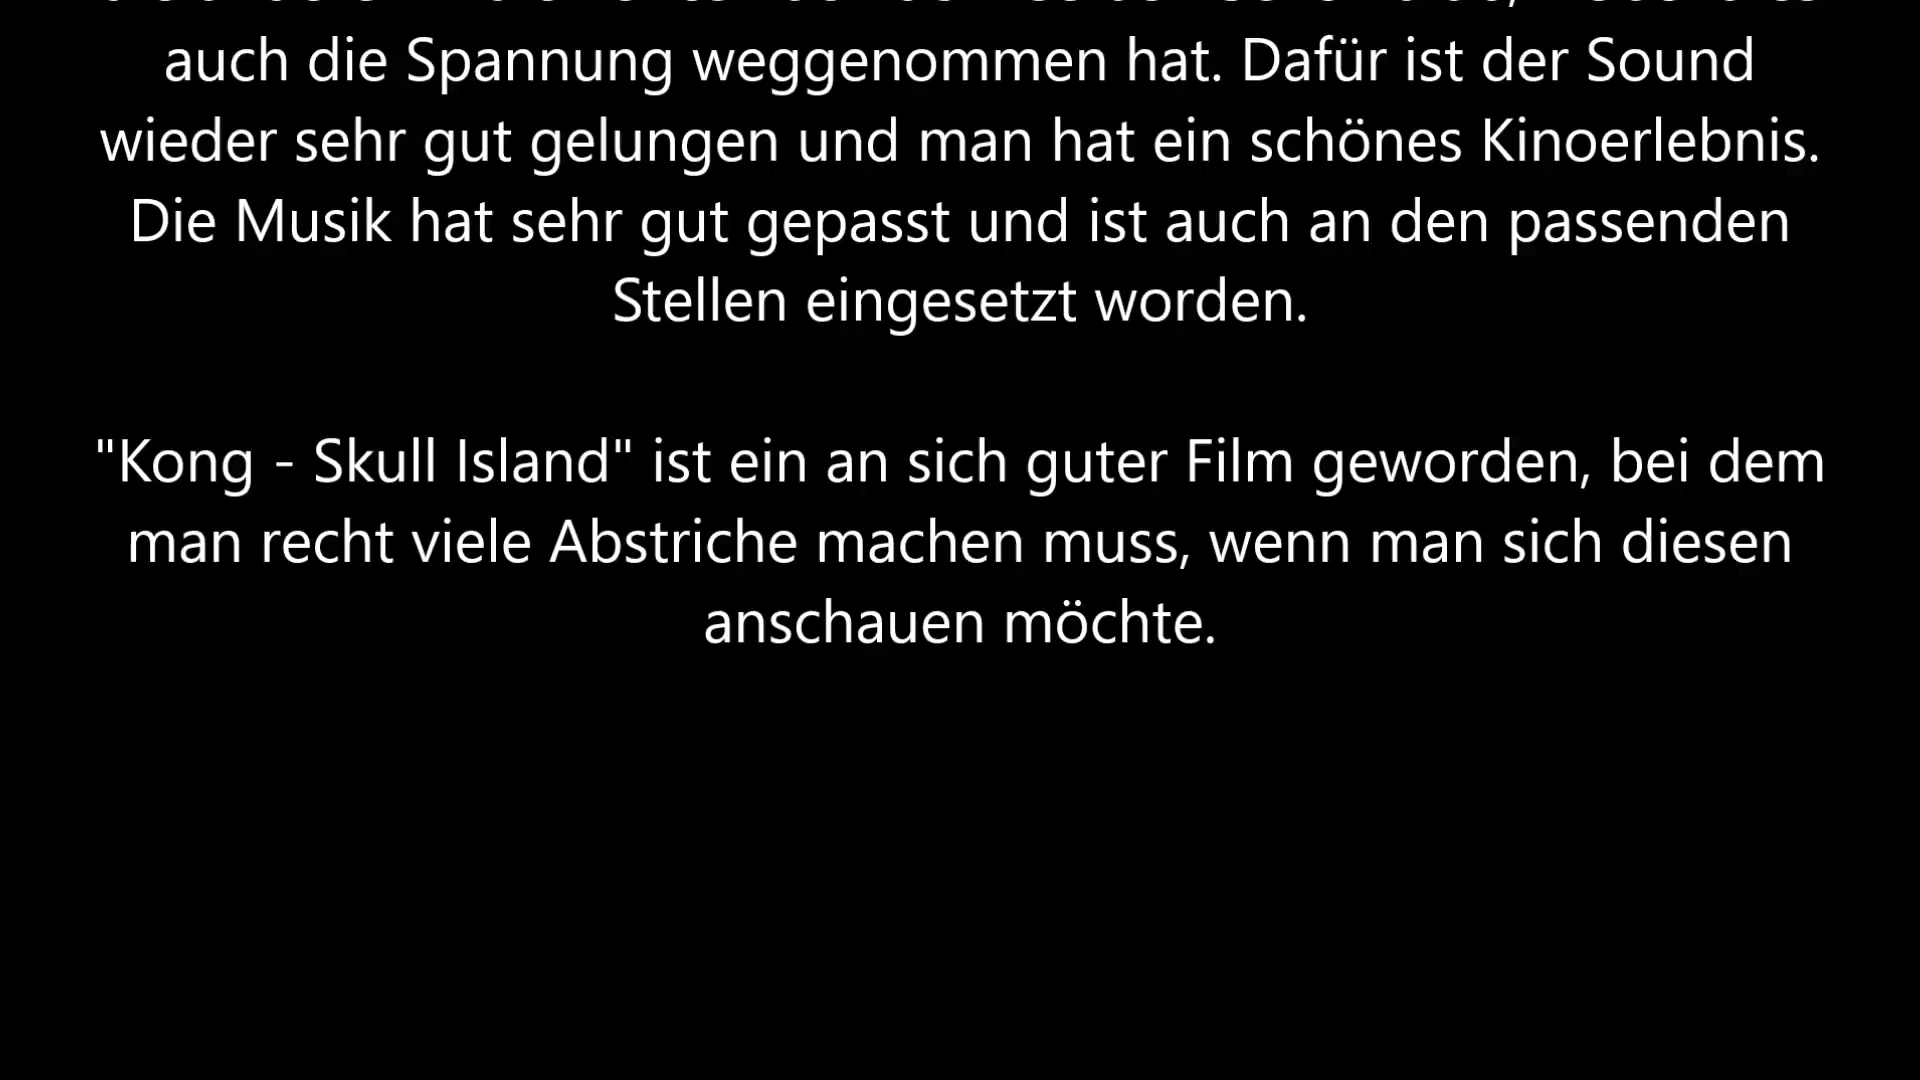 auch die Spannung weggenommen hat. Dafür ist der Sound
wieder sehr gut gelungen und man hat ein schönes Kinoerlebnis.
Die Musik hat sehr gut gepasst und ist auch an den passenden
Stellen eingesetzt worden.
"Kong - Skull Island" ist ein an sich guter Film geworden, bei dem
man recht viele Abstriche machen muss, wenn man sich diesen
anschauen möchte.